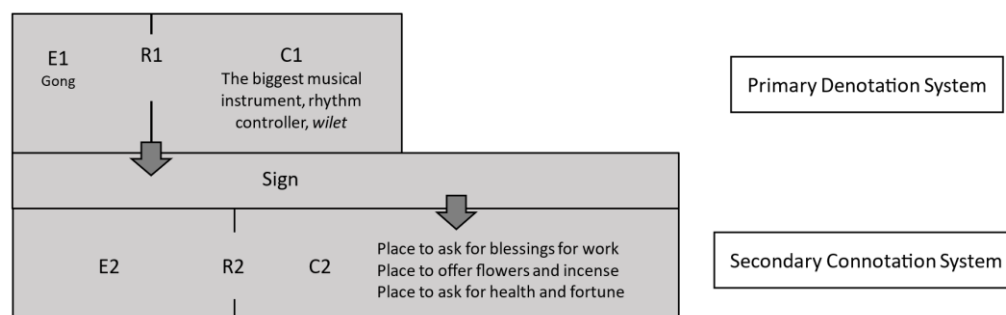 E1
Gong
R1
C1
The biggest musical
instrument, rhythm
controller, wilet
Primary Denotation System
Sign
E2
R2
C2
Place to ask for blessings for work
Place to offer flowers and incense
Place to ask for health and fortune
Secondary Connotation System